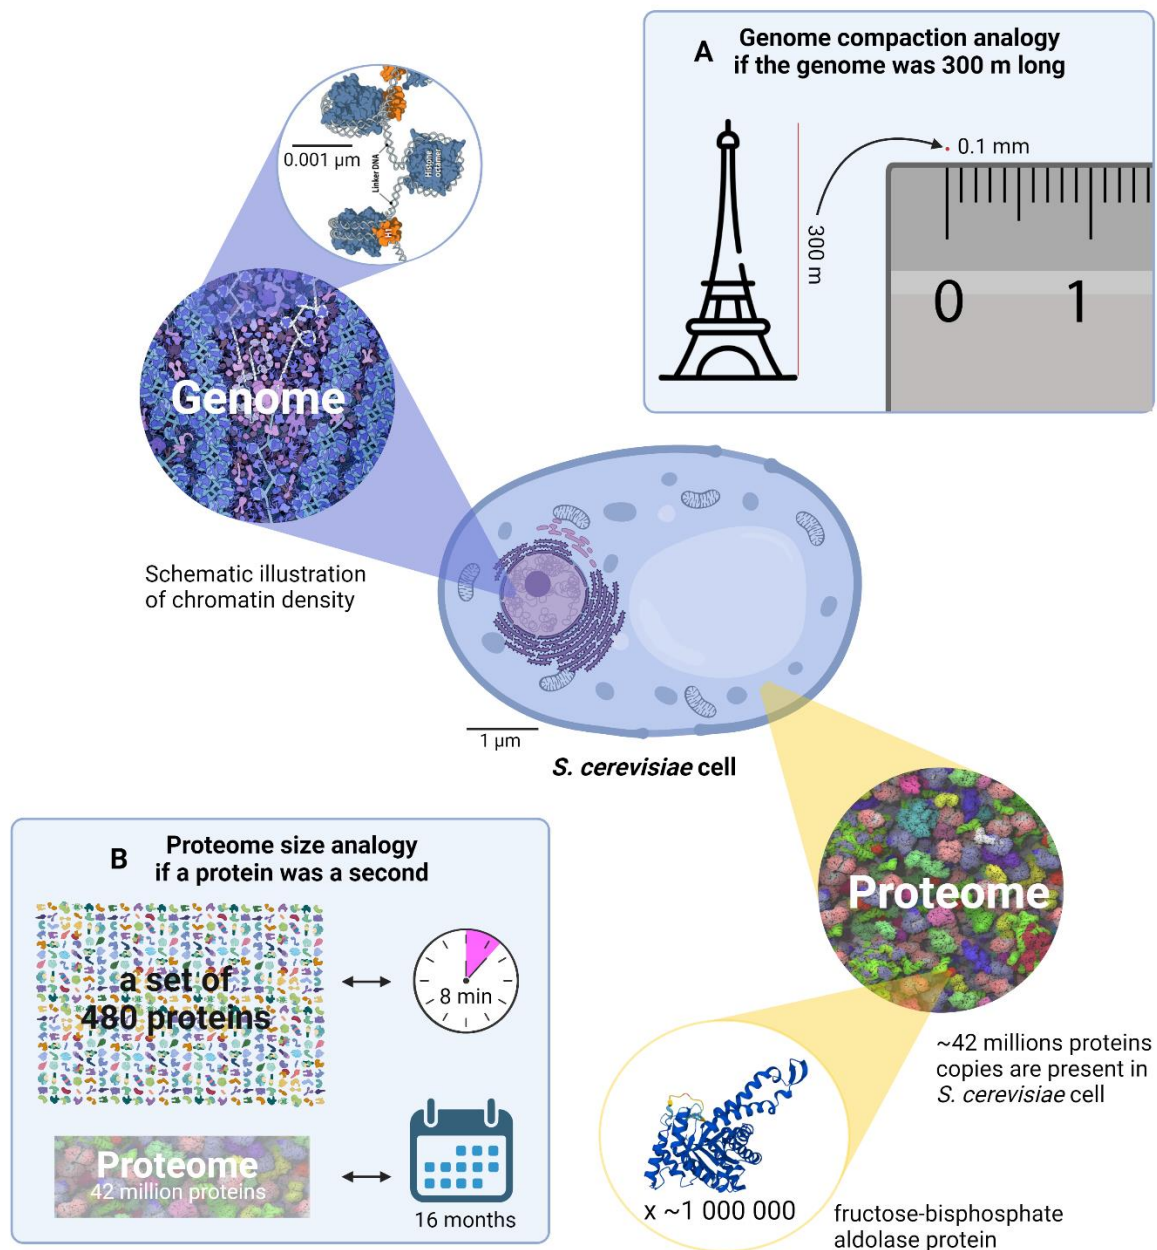 A
Genome compaction analogy
if the genome was 300 m long
0.1 mm
300 m
0 1
0.001 µm
Linker DNA
Histone
octamer
H1
Genome
Schematic illustration
of chromatin density
1 µm
S. cerevisiae cell
B
Proteome size analogy
if a protein was a second
a set of
480 proteins
8 min
Proteome
42 million proteins
16 months
Proteome
~42 millions proteins
copies are present in
S. cerevisiae cell
x ~1 000 000
fructose-bisphosphate
aldolase protein